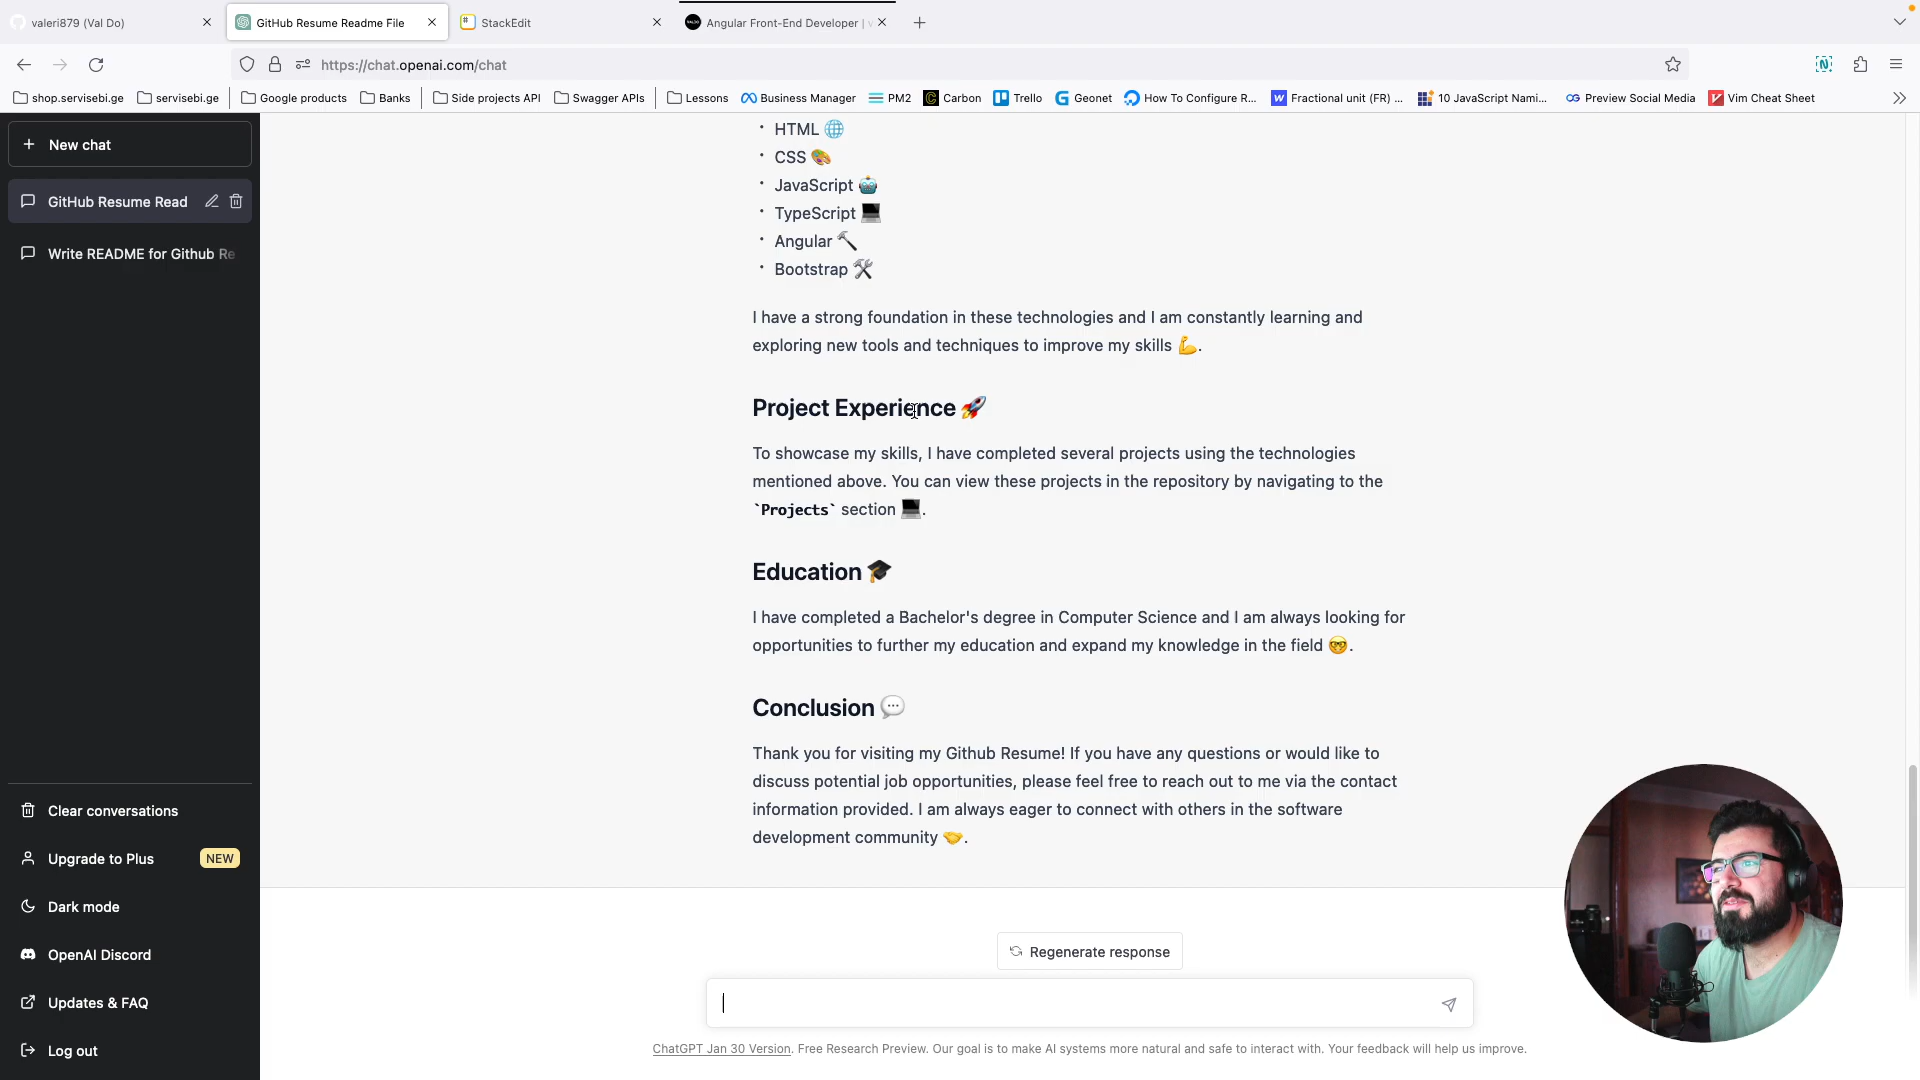 valeri879 (Val Do)
GitHub Resume Readme File
StackEdit
Angular Front-End Developer |
https://chat.openai.com/chat
shop.servisebi.ge
servisebi.ge
Google products
Banks
Side projects API
Swagger APIs
Lessons
Business Manager
PM2
Carbon
Trello
Geonet
How To Configure R...
Fractional unit (FR) ...
10 JavaScript Nami...
Preview Social Media
Vim Cheat Sheet
New chat
GitHub Resume Read
Write README for Github Re
HTML 🌐
CSS 🎨
JavaScript 🤖
TypeScript 💻
Angular 🔨
Bootstrap 🛠️
I have a strong foundation in these technologies and I am constantly learning and
exploring new tools and techniques to improve my skills 💪.
Project Experience 🚀
To showcase my skills, I have completed several projects using the technologies
mentioned above. You can view these projects in the repository by navigating to the
`Projects` section 💻.
Education 🎓
I have completed a Bachelor's degree in Computer Science and I am always looking for
opportunities to further my education and expand my knowledge in the field 🤓.
Conclusion 💬
Thank you for visiting my Github Resume! If you have any questions or would like to
discuss potential job opportunities, please feel free to reach out to me via the contact
information provided. I am always eager to connect with others in the software
development community 🤝.
Clear conversations
Upgrade to Plus
NEW
Dark mode
OpenAI Discord
Updates & FAQ
Log out
Regenerate response
ChatGPT Jan 30 Version. Free Research Preview. Our goal is to make AI systems more natural and safe to interact with. Your feedback will help us improve.